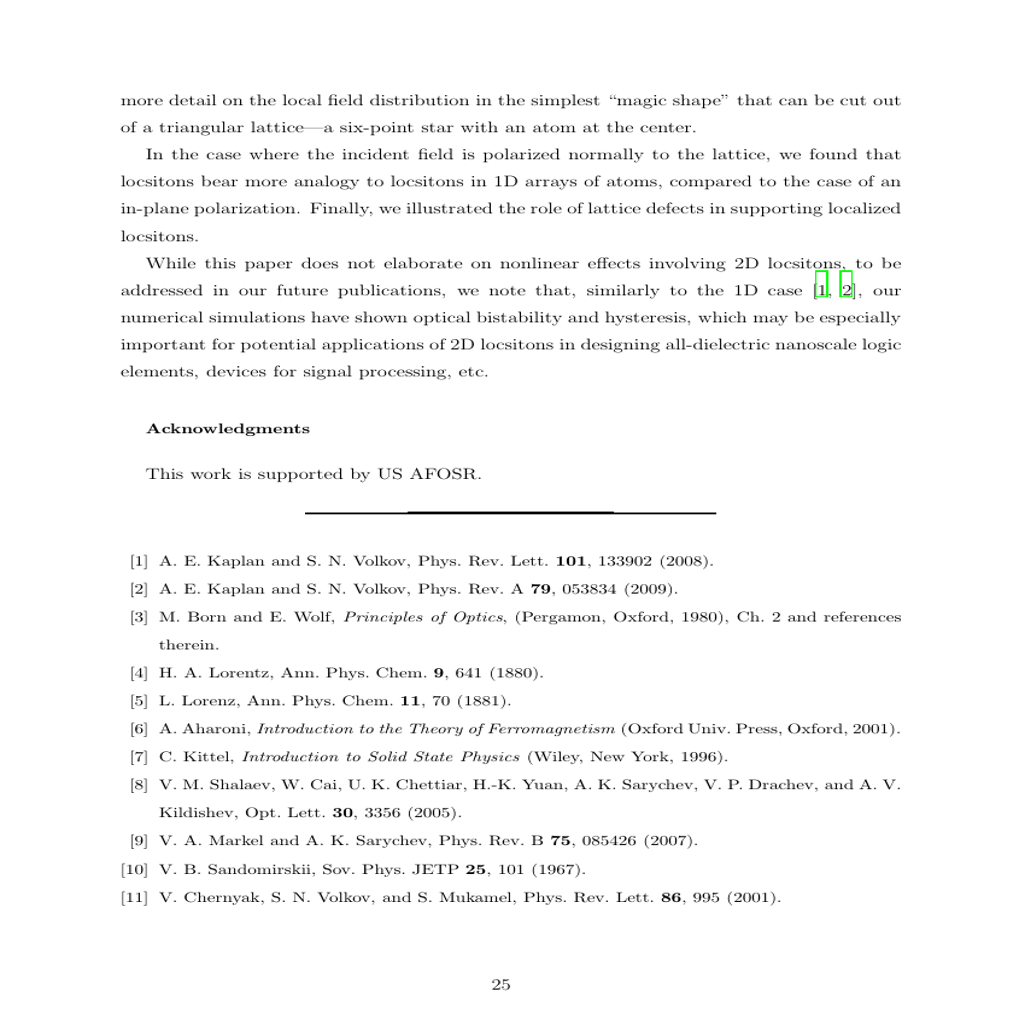 more detail on the local field distribution in the simplest “magic shape” that can be cut out
of a triangular lattice—a six-point star with an atom at the center.
In the case where the incident field is polarized normally to the lattice, we found that
locsitons bear more analogy to locsitons in 1D arrays of atoms, compared to the case of an
in-plane polarization. Finally, we illustrated the role of lattice defects in supporting localized
locsitons.
While this paper does not elaborate on nonlinear effects involving 2D locsitons, to be
addressed in our future publications, we note that, similarly to the 1D case [1, 2], our
numerical simulations have shown optical bistability and hysteresis, which may be especially
important for potential applications of 2D locsitons in designing all-dielectric nanoscale logic
elements, devices for signal processing, etc.
Acknowledgments
This work is supported by US AFOSR.
[1] A. E. Kaplan and S. N. Volkov, Phys. Rev. Lett. 101, 133902 (2008).
[2] A. E. Kaplan and S. N. Volkov, Phys. Rev. A 79, 053834 (2009).
[3] M. Born and E. Wolf, Principles of Optics, (Pergamon, Oxford, 1980), Ch. 2 and references
therein.
[4] H. A. Lorentz, Ann. Phys. Chem. 9, 641 (1880).
[5] L. Lorenz, Ann. Phys. Chem. 11, 70 (1881).
[6] A. Aharoni, Introduction to the Theory of Ferromagnetism (Oxford Univ. Press, Oxford, 2001).
[7] C. Kittel, Introduction to Solid State Physics (Wiley, New York, 1996).
[8] V. M. Shalaev, W. Cai, U. K. Chettiar, H.-K. Yuan, A. K. Sarychev, V. P. Drachev, and A. V.
Kildishev, Opt. Lett. 30, 3356 (2005).
[9] V. A. Markel and A. K. Sarychev, Phys. Rev. B 75, 085426 (2007).
[10] V. B. Sandomirskii, Sov. Phys. JETP 25, 101 (1967).
[11] V. Chernyak, S. N. Volkov, and S. Mukamel, Phys. Rev. Lett. 86, 995 (2001).
25